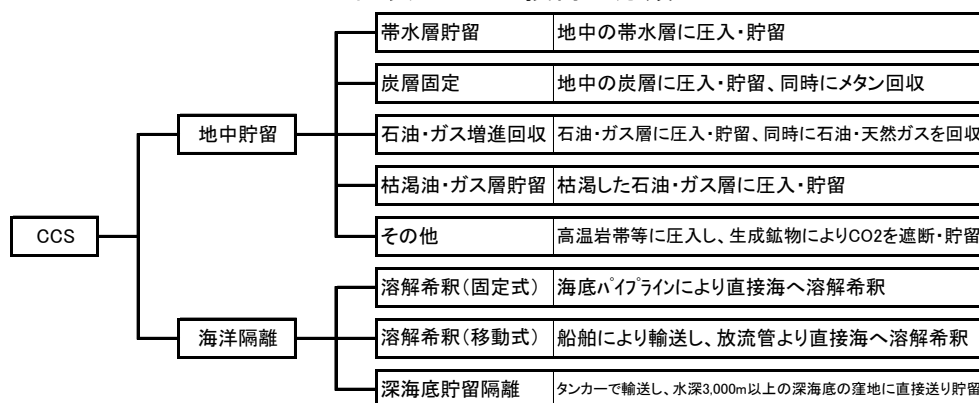 帯水層貯留 地中の帯水層に圧入・貯留
炭層固定 地中の炭層に圧入・貯留、同時にメタン回収
地中貯留
石油・ガス増進回収 石油・ガス層に圧入・貯留、同時に石油・天然ガスを回収
枯渇油・ガス層貯留 枯渇した石油・ガス層に圧入・貯留
CCS
その他 高温岩帯等に圧入し、生成鉱物によりCO2を遮断・貯留
溶解希釈(固定式) 海底パイプラインにより直接海へ溶解希釈
海洋隔離
溶解希釈(移動式) 船舶により輸送し、放流管より直接海へ溶解希釈
深海底貯留隔離 タンカーで輸送し、水深3,000m以上の深海底の窪地に直接送り貯留